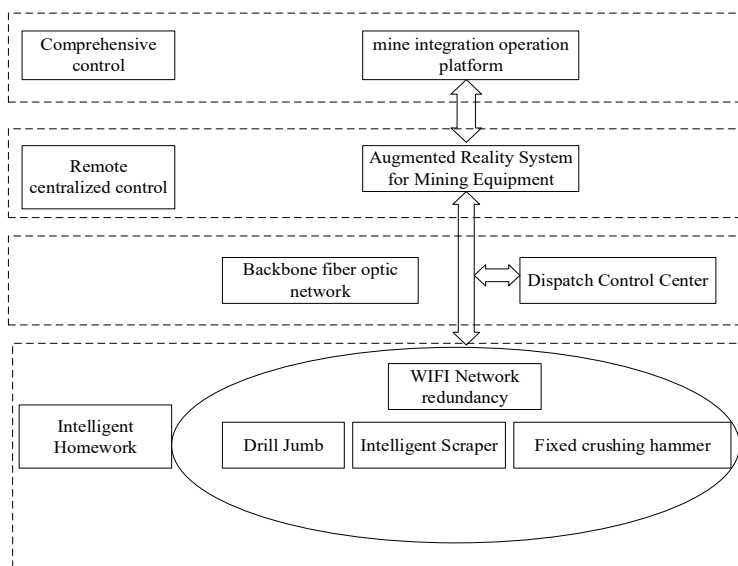 Comprehensive
control
mine integration operation
platform
Remote
centralized control
Augmented Reality System
for Mining Equipment
Backbone fiber optic
network
Dispatch Control Center
WIFI Network
redundancy
Intelligent
Homework
Drill Jumb
Intelligent Scraper
Fixed crushing hammer